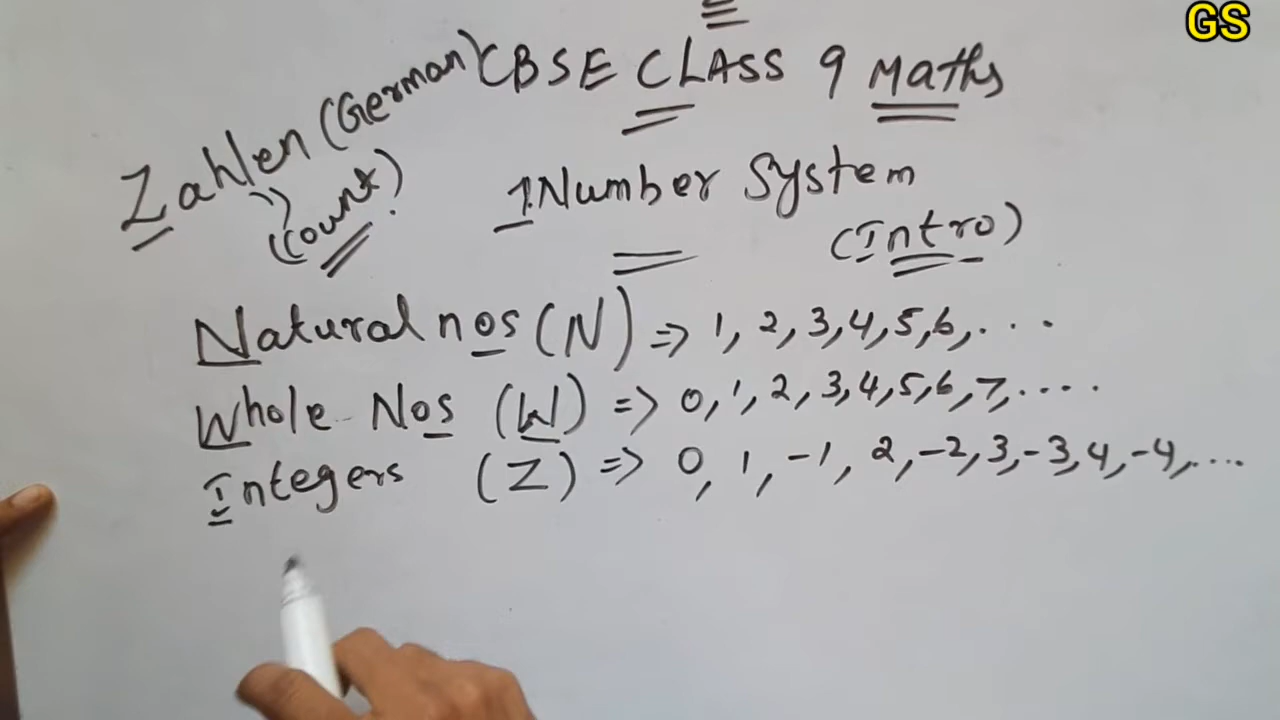 GS
CBSE CLASS 9 Maths
Zahlen (German)
(Count)
1. Number System
(Intro)
Natural nos (N) => 1, 2, 3, 4, 5, 6, ...
Whole Nos (W) => 0, 1, 2, 3, 4, 5, 6, 7, ....
Integers (Z) => 0, 1, -1, 2, -2, 3, -3, 4, -4, ....